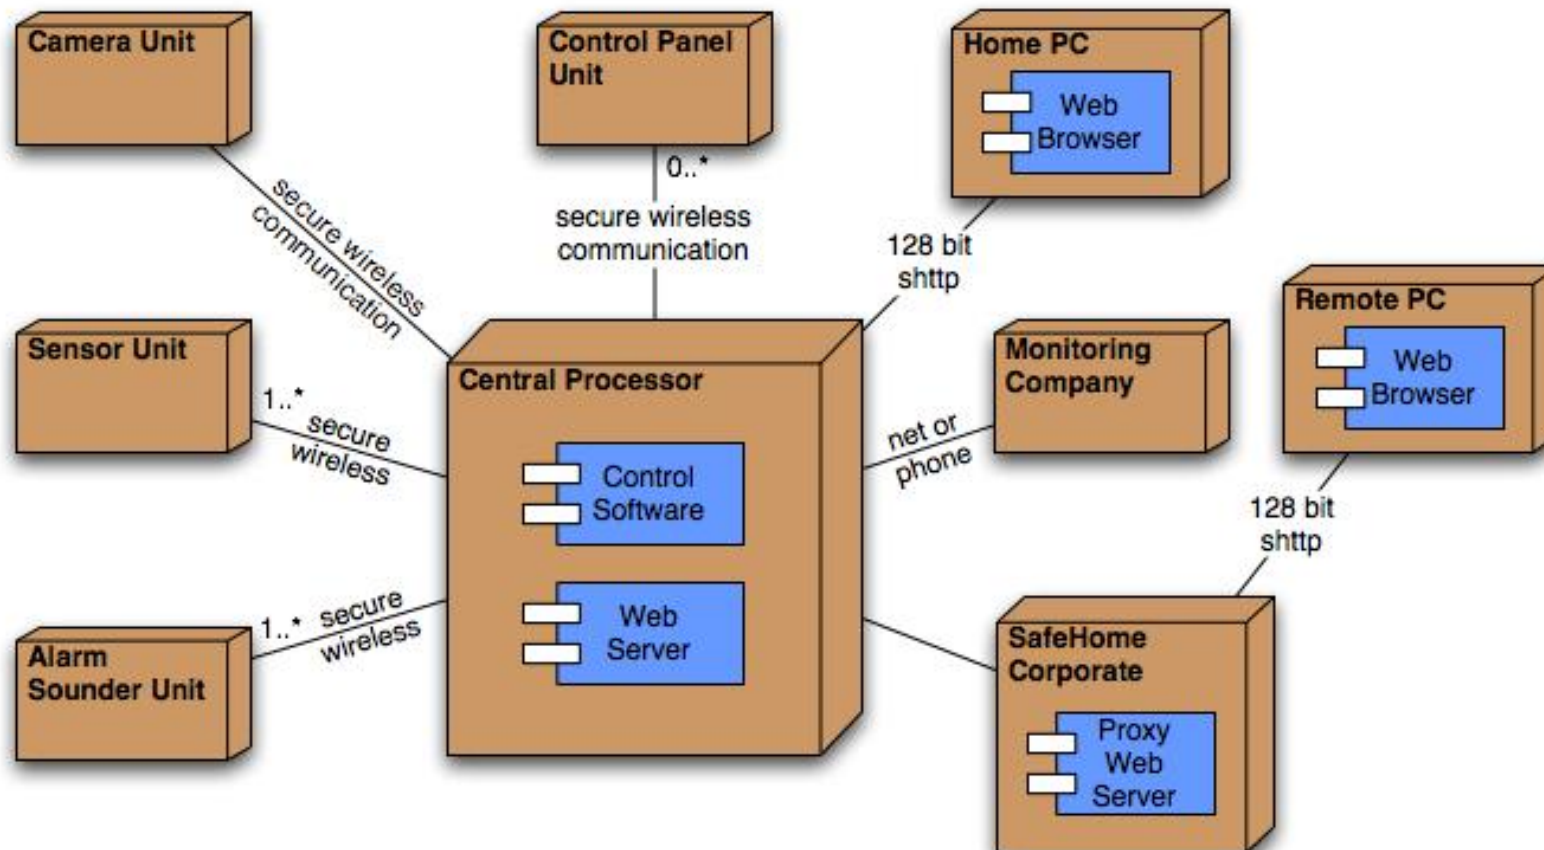 Camera Unit
secure wireless
communication
Control Panel
Unit
0..*
secure wireless
communication
Home PC
Web
Browser
128 bit
shttp
Remote PC
Web
Browser
128 bit
shttp
Sensor Unit
1..*
secure
wireless
Central Processor
Control
Software
Web
Server
Monitoring
Company
net or
phone
Alarm
Sounder Unit
1..*
secure
wireless
SafeHome
Corporate
Proxy
Web
Server